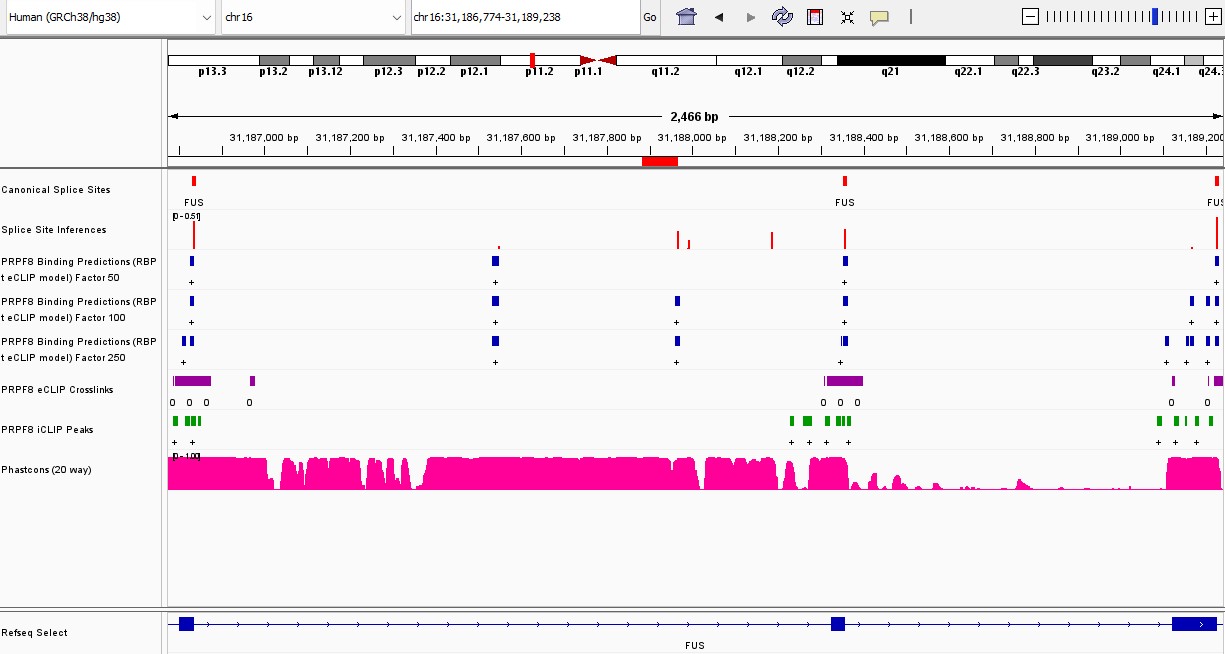 Human (GRCh38/hg38) chr16 chr16:31,186,774-31,189,238 Go
p13.3 p13.2 p13.12 p12.3 p12.2 p12.1 p11.2 p11.1 q11.2 q12.1 q12.2 q21 q22.1 q22.3 q23.2 q24.1 q24.
2,466 bp
31,187,000 bp 31,187,200 bp 31,187,400 bp 31,187,600 bp 31,187,800 bp 31,188,000 bp 31,188,200 bp 31,188,400 bp 31,188,600 bp 31,188,800 bp 31,189,000 bp 31,189,200
Canonical Splice Sites
FUS FUS FUS
[0 - 0.51]
Splice Site Inferences
PRPF8 Binding Predictions (RBP
t eCLIP model) Factor 50
+ + + +
PRPF8 Binding Predictions (RBP
t eCLIP model) Factor 100
+ + + + + +
PRPF8 Binding Predictions (RBP
t eCLIP model) Factor 250
+ + + + + + +
PRPF8 eCLIP Crosslinks
0 0 0 0 0 0 0 0 0
PRPF8 iCLIP Peaks
+ + + + + + + + +
[0 - 1.00]
Phastcons (20 way)
Refseq Select
FUS